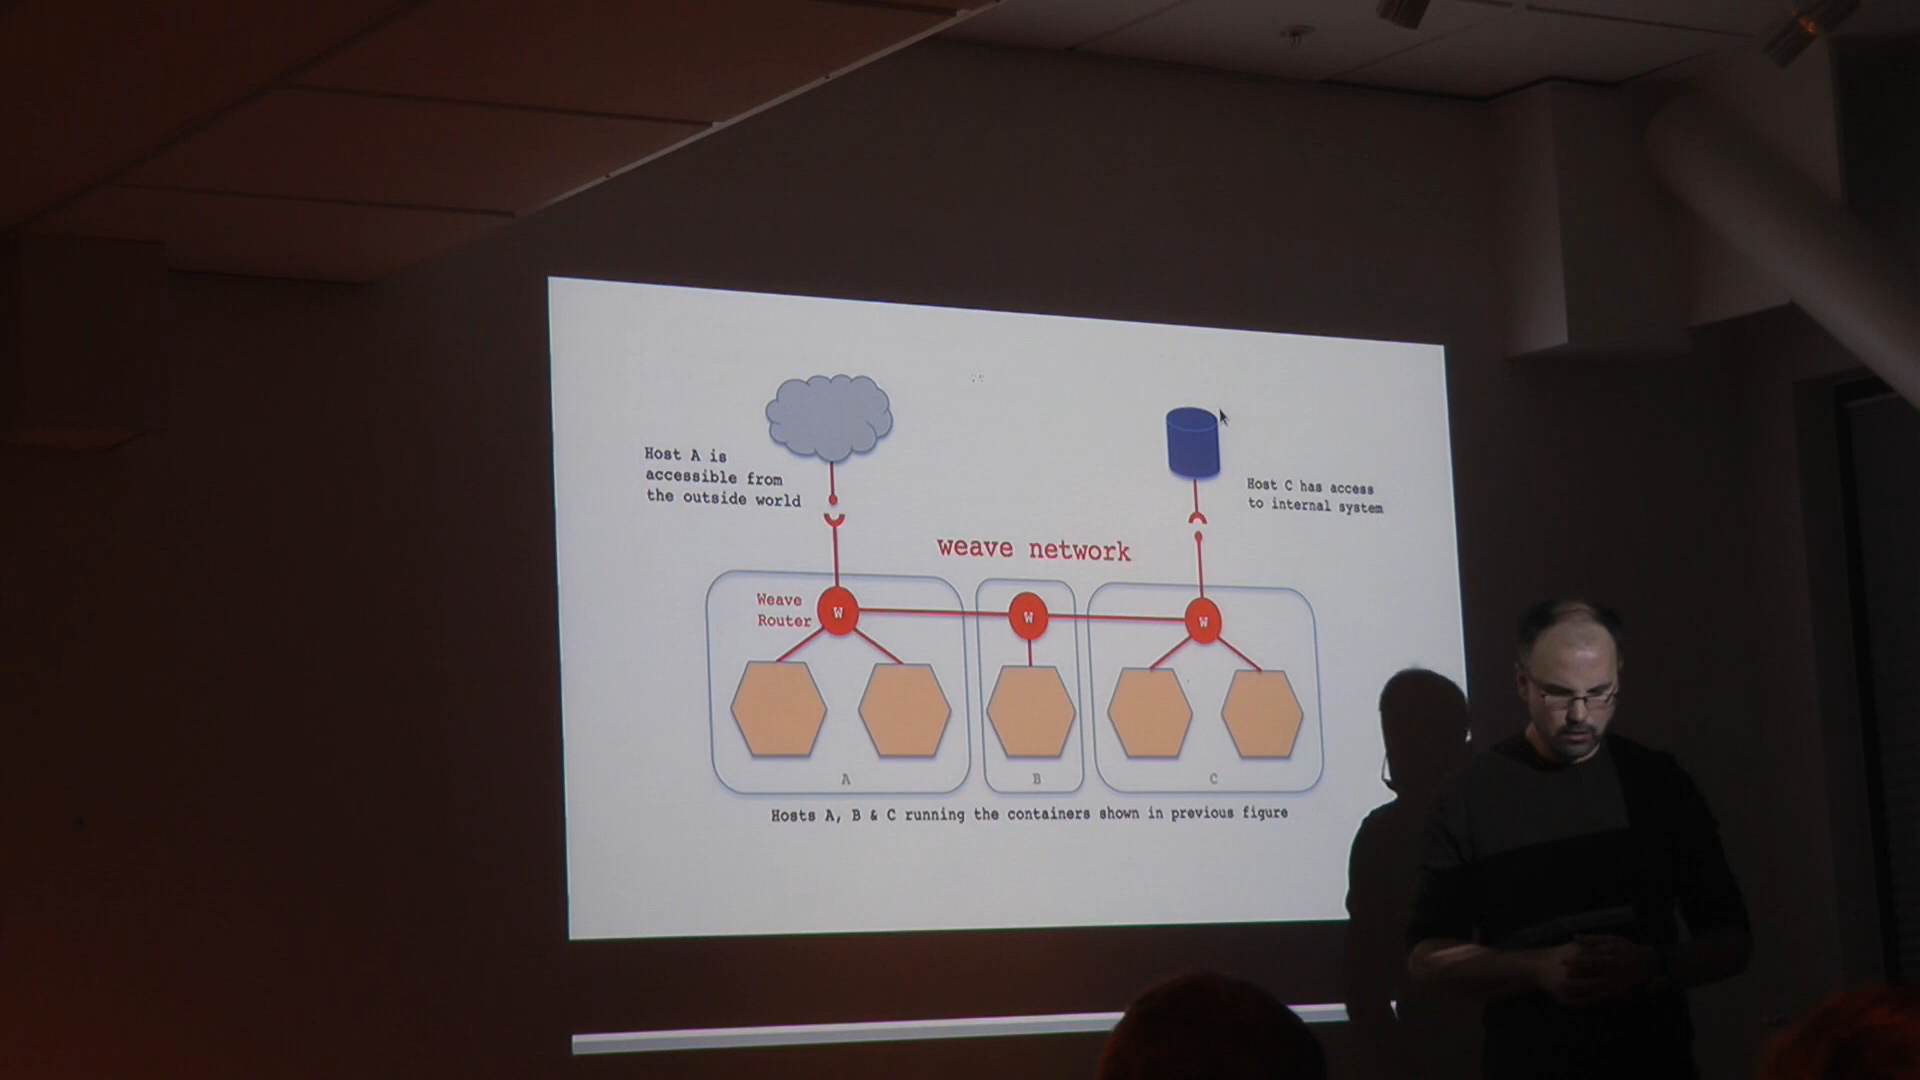 Host A is
accessible from
the outside world
Host C has access
to internal system
weave network
Weave
Router
W
W
W
A
B
C
Hosts A, B & C running the containers shown in previous figure